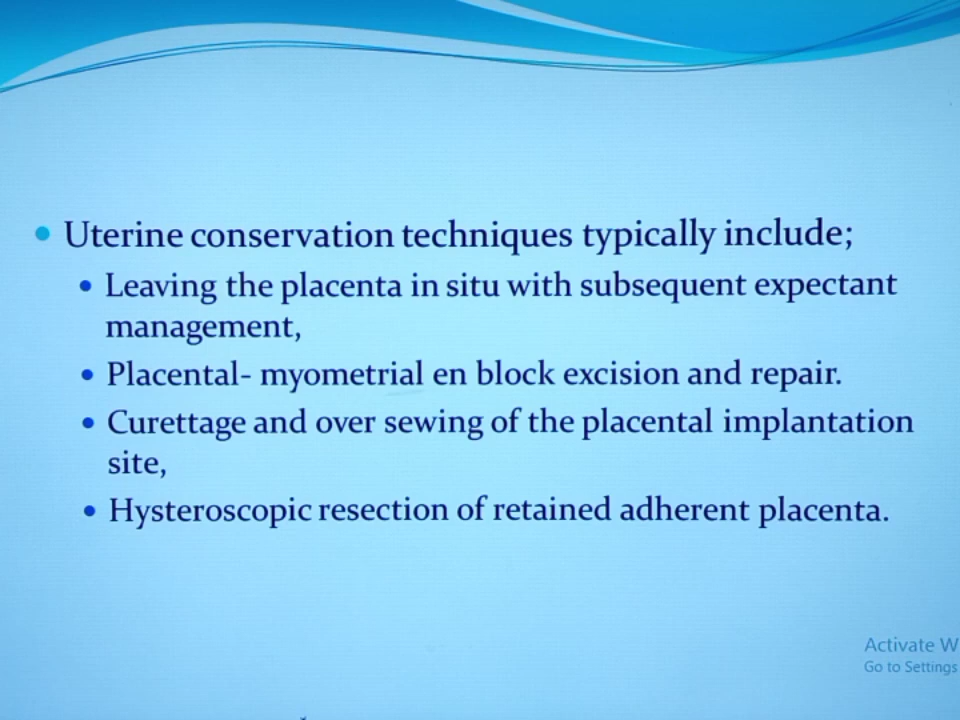 Uterine conservation techniques typically include;
Leaving the placenta in situ with subsequent expectant
management,
Placental- myometrial en block excision and repair.
Curettage and over sewing of the placental implantation
site,
Hysteroscopic resection of retained adherent placenta.
Activate W
Go to Settings